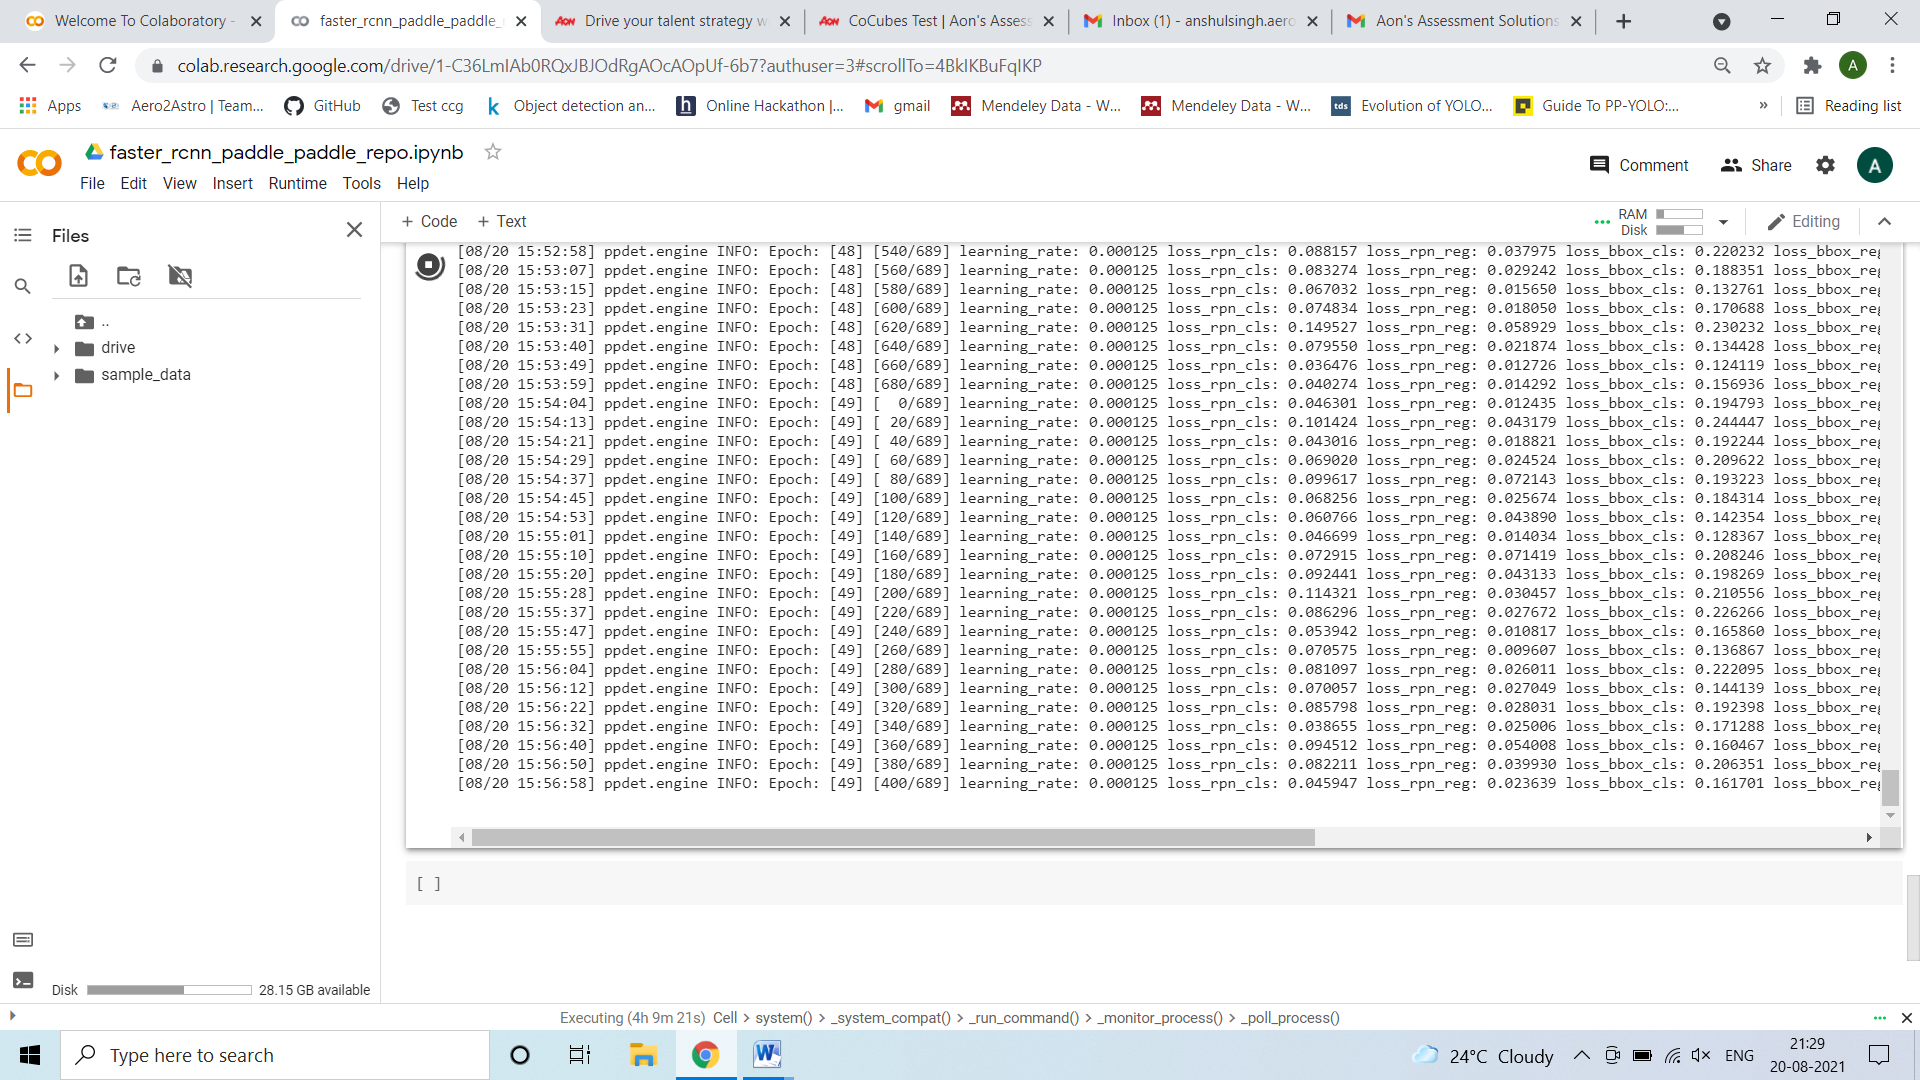 Welcome To Colaboratory -
faster_rcnn_paddle_paddle_
Drive your talent strategy w
CoCubes Test | Aon's Assess
Inbox (1) - anshulsingh.aero
Aon's Assessment Solutions
colab.research.google.com/drive/1-C36LmIAb0RQxJBJOdRgAOcAOpUf-6b7?authuser=3#scrollTo=4BkIKBuFqIKP
Apps
Aero2Astro | Team...
GitHub
Test ccg
Object detection an...
Online Hackathon |...
gmail
Mendeley Data - W...
Mendeley Data - W...
Evolution of YOLO...
Guide To PP-YOLO:...
Reading list
faster_rcnn_paddle_paddle_repo.ipynb
Comment
Share
A
File Edit View Insert Runtime Tools Help
Files
+ Code + Text
RAM
Disk
Editing
..
drive
sample_data
[08/20 15:52:58] ppdet.engine INFO: Epoch: [48] [540/689] learning_rate: 0.000125 loss_rpn_cls: 0.088157 loss_rpn_reg: 0.037975 loss_bbox_cls: 0.220232 loss_bbox_reg
[08/20 15:53:07] ppdet.engine INFO: Epoch: [48] [560/689] learning_rate: 0.000125 loss_rpn_cls: 0.083274 loss_rpn_reg: 0.029242 loss_bbox_cls: 0.188351 loss_bbox_reg
[08/20 15:53:15] ppdet.engine INFO: Epoch: [48] [580/689] learning_rate: 0.000125 loss_rpn_cls: 0.067032 loss_rpn_reg: 0.015650 loss_bbox_cls: 0.132761 loss_bbox_reg
[08/20 15:53:23] ppdet.engine INFO: Epoch: [48] [600/689] learning_rate: 0.000125 loss_rpn_cls: 0.074834 loss_rpn_reg: 0.018050 loss_bbox_cls: 0.170688 loss_bbox_reg
[08/20 15:53:31] ppdet.engine INFO: Epoch: [48] [620/689] learning_rate: 0.000125 loss_rpn_cls: 0.149527 loss_rpn_reg: 0.058929 loss_bbox_cls: 0.230232 loss_bbox_reg
[08/20 15:53:40] ppdet.engine INFO: Epoch: [48] [640/689] learning_rate: 0.000125 loss_rpn_cls: 0.079550 loss_rpn_reg: 0.021874 loss_bbox_cls: 0.134428 loss_bbox_reg
[08/20 15:53:49] ppdet.engine INFO: Epoch: [48] [660/689] learning_rate: 0.000125 loss_rpn_cls: 0.036476 loss_rpn_reg: 0.012726 loss_bbox_cls: 0.124119 loss_bbox_reg
[08/20 15:53:59] ppdet.engine INFO: Epoch: [48] [680/689] learning_rate: 0.000125 loss_rpn_cls: 0.040274 loss_rpn_reg: 0.014292 loss_bbox_cls: 0.156936 loss_bbox_reg
[08/20 15:54:04] ppdet.engine INFO: Epoch: [49] [  0/689] learning_rate: 0.000125 loss_rpn_cls: 0.046301 loss_rpn_reg: 0.012435 loss_bbox_cls: 0.194793 loss_bbox_reg
[08/20 15:54:13] ppdet.engine INFO: Epoch: [49] [ 20/689] learning_rate: 0.000125 loss_rpn_cls: 0.101424 loss_rpn_reg: 0.043179 loss_bbox_cls: 0.244447 loss_bbox_reg
[08/20 15:54:21] ppdet.engine INFO: Epoch: [49] [ 40/689] learning_rate: 0.000125 loss_rpn_cls: 0.043016 loss_rpn_reg: 0.018821 loss_bbox_cls: 0.192244 loss_bbox_reg
[08/20 15:54:29] ppdet.engine INFO: Epoch: [49] [ 60/689] learning_rate: 0.000125 loss_rpn_cls: 0.069020 loss_rpn_reg: 0.024524 loss_bbox_cls: 0.209622 loss_bbox_reg
[08/20 15:54:37] ppdet.engine INFO: Epoch: [49] [ 80/689] learning_rate: 0.000125 loss_rpn_cls: 0.099617 loss_rpn_reg: 0.072143 loss_bbox_cls: 0.193223 loss_bbox_reg
[08/20 15:54:45] ppdet.engine INFO: Epoch: [49] [100/689] learning_rate: 0.000125 loss_rpn_cls: 0.068256 loss_rpn_reg: 0.025674 loss_bbox_cls: 0.184314 loss_bbox_reg
[08/20 15:54:53] ppdet.engine INFO: Epoch: [49] [120/689] learning_rate: 0.000125 loss_rpn_cls: 0.060766 loss_rpn_reg: 0.043890 loss_bbox_cls: 0.142354 loss_bbox_reg
[08/20 15:55:01] ppdet.engine INFO: Epoch: [49] [140/689] learning_rate: 0.000125 loss_rpn_cls: 0.046699 loss_rpn_reg: 0.014034 loss_bbox_cls: 0.128367 loss_bbox_reg
[08/20 15:55:10] ppdet.engine INFO: Epoch: [49] [160/689] learning_rate: 0.000125 loss_rpn_cls: 0.072915 loss_rpn_reg: 0.071419 loss_bbox_cls: 0.208246 loss_bbox_reg
[08/20 15:55:20] ppdet.engine INFO: Epoch: [49] [180/689] learning_rate: 0.000125 loss_rpn_cls: 0.092441 loss_rpn_reg: 0.043133 loss_bbox_cls: 0.198269 loss_bbox_reg
[08/20 15:55:28] ppdet.engine INFO: Epoch: [49] [200/689] learning_rate: 0.000125 loss_rpn_cls: 0.114321 loss_rpn_reg: 0.030457 loss_bbox_cls: 0.210556 loss_bbox_reg
[08/20 15:55:37] ppdet.engine INFO: Epoch: [49] [220/689] learning_rate: 0.000125 loss_rpn_cls: 0.086296 loss_rpn_reg: 0.027672 loss_bbox_cls: 0.226266 loss_bbox_reg
[08/20 15:55:47] ppdet.engine INFO: Epoch: [49] [240/689] learning_rate: 0.000125 loss_rpn_cls: 0.053942 loss_rpn_reg: 0.010817 loss_bbox_cls: 0.165860 loss_bbox_reg
[08/20 15:55:55] ppdet.engine INFO: Epoch: [49] [260/689] learning_rate: 0.000125 loss_rpn_cls: 0.070575 loss_rpn_reg: 0.009607 loss_bbox_cls: 0.136867 loss_bbox_reg
[08/20 15:56:04] ppdet.engine INFO: Epoch: [49] [280/689] learning_rate: 0.000125 loss_rpn_cls: 0.081097 loss_rpn_reg: 0.026011 loss_bbox_cls: 0.222095 loss_bbox_reg
[08/20 15:56:12] ppdet.engine INFO: Epoch: [49] [300/689] learning_rate: 0.000125 loss_rpn_cls: 0.070057 loss_rpn_reg: 0.027049 loss_bbox_cls: 0.144139 loss_bbox_reg
[08/20 15:56:22] ppdet.engine INFO: Epoch: [49] [320/689] learning_rate: 0.000125 loss_rpn_cls: 0.085798 loss_rpn_reg: 0.028031 loss_bbox_cls: 0.192398 loss_bbox_reg
[08/20 15:56:32] ppdet.engine INFO: Epoch: [49] [340/689] learning_rate: 0.000125 loss_rpn_cls: 0.038655 loss_rpn_reg: 0.025006 loss_bbox_cls: 0.171288 loss_bbox_reg
[08/20 15:56:40] ppdet.engine INFO: Epoch: [49] [360/689] learning_rate: 0.000125 loss_rpn_cls: 0.094512 loss_rpn_reg: 0.054008 loss_bbox_cls: 0.160467 loss_bbox_reg
[08/20 15:56:50] ppdet.engine INFO: Epoch: [49] [380/689] learning_rate: 0.000125 loss_rpn_cls: 0.082211 loss_rpn_reg: 0.039930 loss_bbox_cls: 0.206351 loss_bbox_reg
[08/20 15:56:58] ppdet.engine INFO: Epoch: [49] [400/689] learning_rate: 0.000125 loss_rpn_cls: 0.045947 loss_rpn_reg: 0.023639 loss_bbox_cls: 0.161701 loss_bbox_reg
[ ]
Disk 28.15 GB available
Executing (4h 9m 21s) Cell > system() > _system_compat() > _run_command() > _monitor_process() > _poll_process()
Type here to search
24°C Cloudy
ENG
21:29
20-08-2021